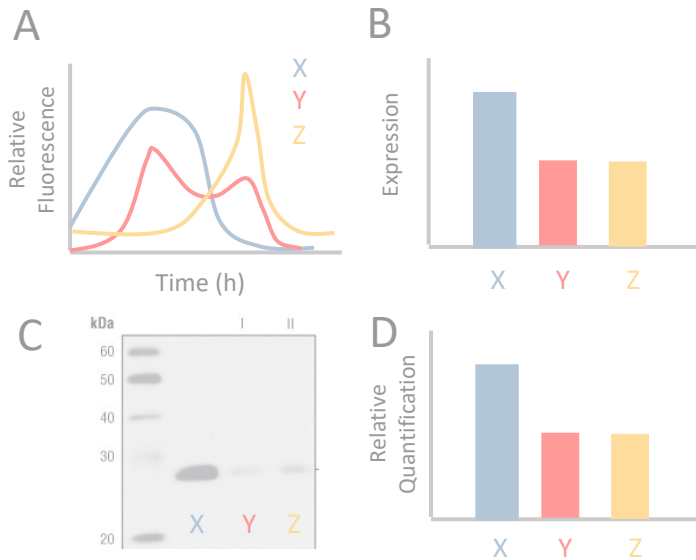 A
X
Y
Z
Relative
Fluorescence
Time (h)
B
Expression
X Y Z
C
kDa
I II
60
50
40
30
20
X Y Z
D
Relative
Quantification
X Y Z